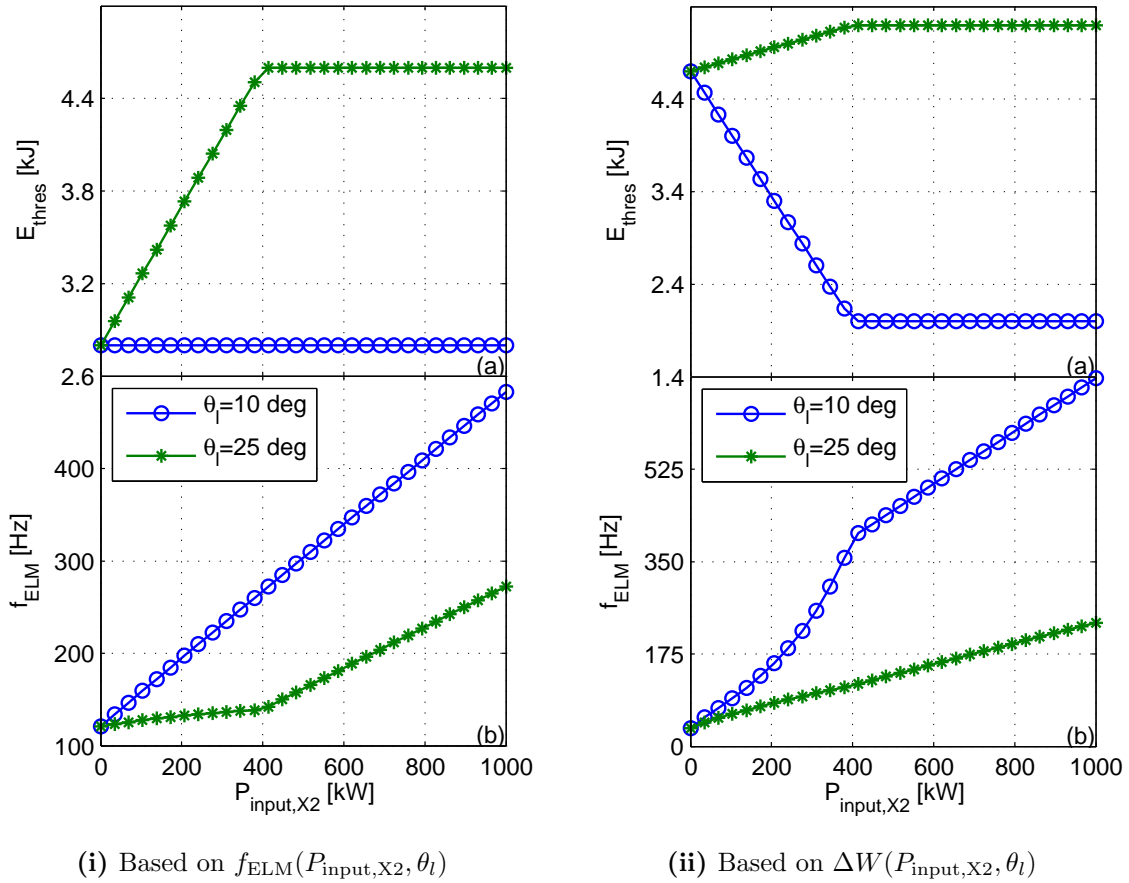 4.4
3.8
3.2
2.6
E_thres [kJ]
(a)
θ_l=10 deg
θ_l=25 deg
400
300
200
100
f_ELM [Hz]
(b)
0 200 400 600 800 1000
P_input,X2 [kW]
(i) Based on f_ELM(P_input,X2, θ_l)
4.4
3.4
2.4
1.4
E_thres [kJ]
(a)
θ_l=10 deg
θ_l=25 deg
525
350
175
0
f_ELM [Hz]
(b)
0 200 400 600 800 1000
P_input,X2 [kW]
(ii) Based on ΔW(P_input,X2, θ_l)